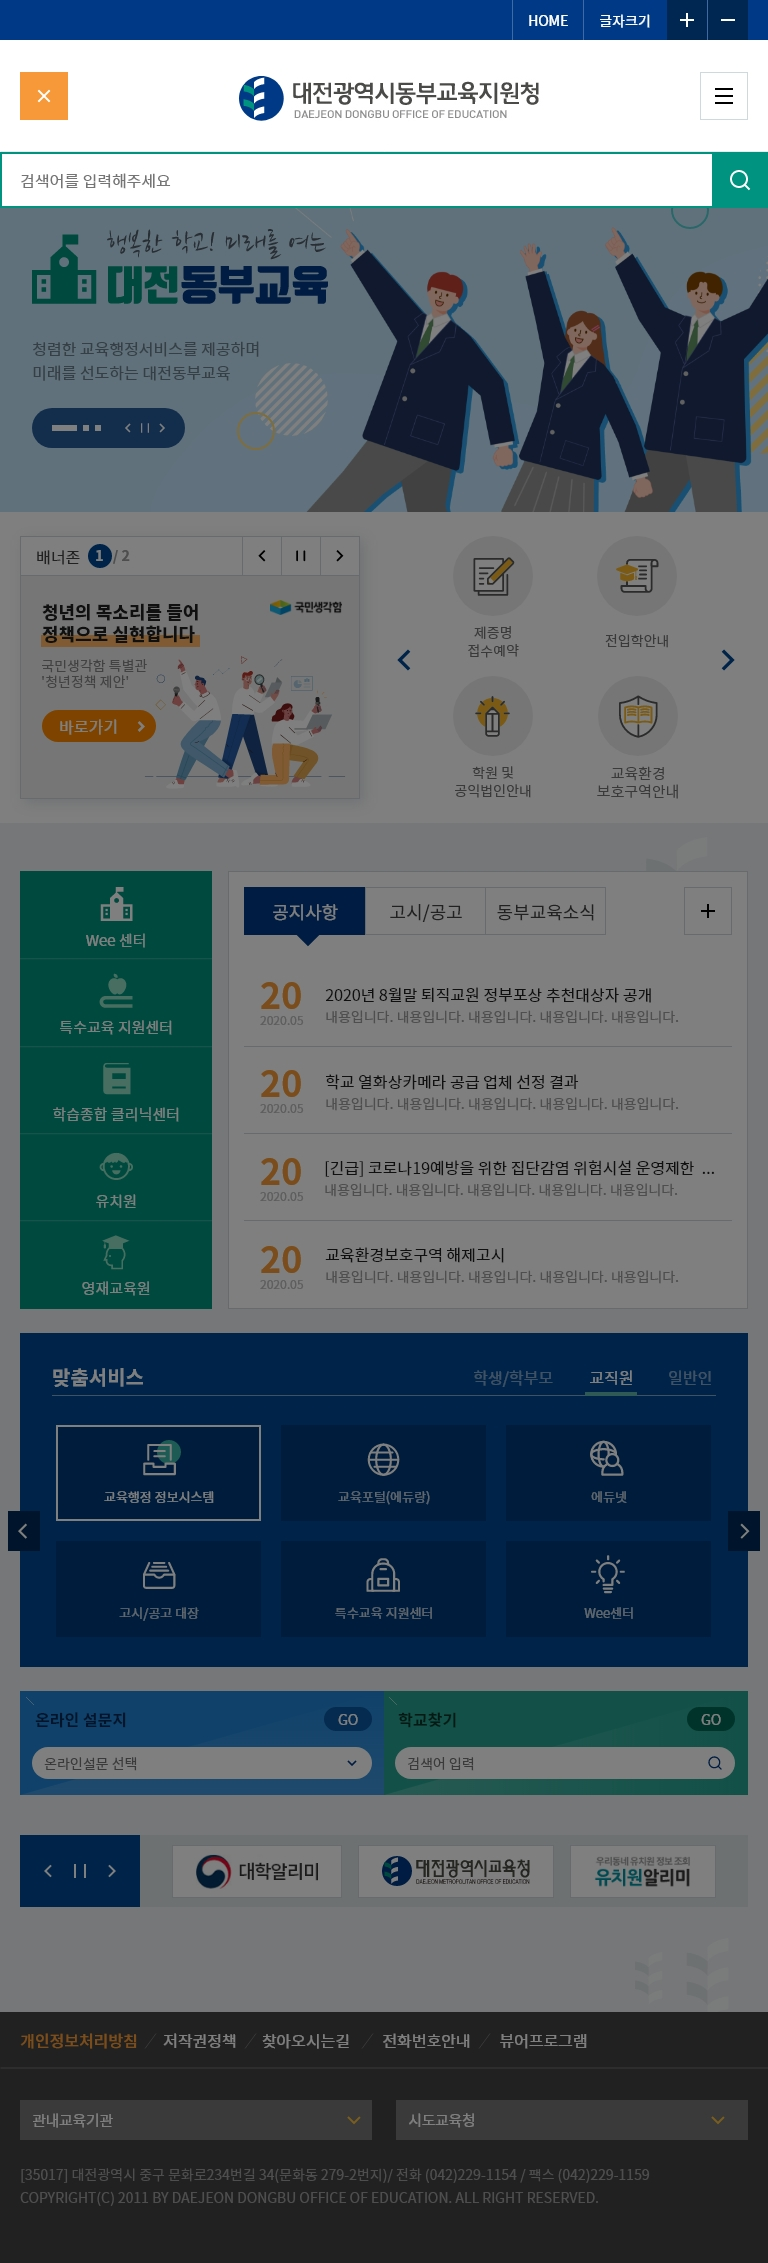 HOME 글자크기
대전광역시동부교육지원청
DAEJEON DONGBU OFFICE OF EDUCATION
검색어를 입력해주세요
행복한 학교! 미래를 여는
대전동부교육
청렴한 교육행정서비스를 제공하며
미래를 선도하는 대전동부교육
배너존 1 / 2
청년의 목소리를 들어
정책으로 실현합니다
국민생각함
국민생각함 특별관
'청년정책 제안'
바로가기
제증명
접수예약
전입학안내
학원 및
공익법인안내
교육환경
보호구역안내
Wee 센터
특수교육 지원센터
학습종합 클리닉센터
유치원
영재교육원
공지사항 고시/공고 동부교육소식
20
2020.05
2020년 8월말 퇴직교원 정부포상 추천대상자 공개
내용입니다. 내용입니다. 내용입니다. 내용입니다. 내용입니다.
20
2020.05
학교 열화상카메라 공급 업체 선정 결과
내용입니다. 내용입니다. 내용입니다. 내용입니다. 내용입니다.
20
2020.05
[긴급] 코로나19예방을 위한 집단감염 위험시설 운영제한 ...
내용입니다. 내용입니다. 내용입니다. 내용입니다. 내용입니다.
20
2020.05
교육환경보호구역 해제고시
내용입니다. 내용입니다. 내용입니다. 내용입니다. 내용입니다.
맞춤서비스 학생/학부모 교직원 일반인
교육행정 정보시스템 교육포털(에듀랑) 에듀넷
고시/공고 대장 특수교육 지원센터 Wee센터
온라인 설문지 GO
온라인설문 선택
학교찾기 GO
검색어 입력
대학알리미
대전광역시교육청
DAEJEON METROPOLITAN OFFICE OF EDUCATION
우리동네 유치원 정보 조회
유치원알리미
개인정보처리방침 / 저작권정책 / 찾아오시는길 / 전화번호안내 / 뷰어프로그램
관내교육기관 시도교육청
[35017] 대전광역시 중구 문화로234번길 34(문화동 279-2번지)/ 전화 (042)229-1154 / 팩스 (042)229-1159
COPYRIGHT(C) 2011 BY DAEJEON DONGBU OFFICE OF EDUCATION. ALL RIGHT RESERVED.